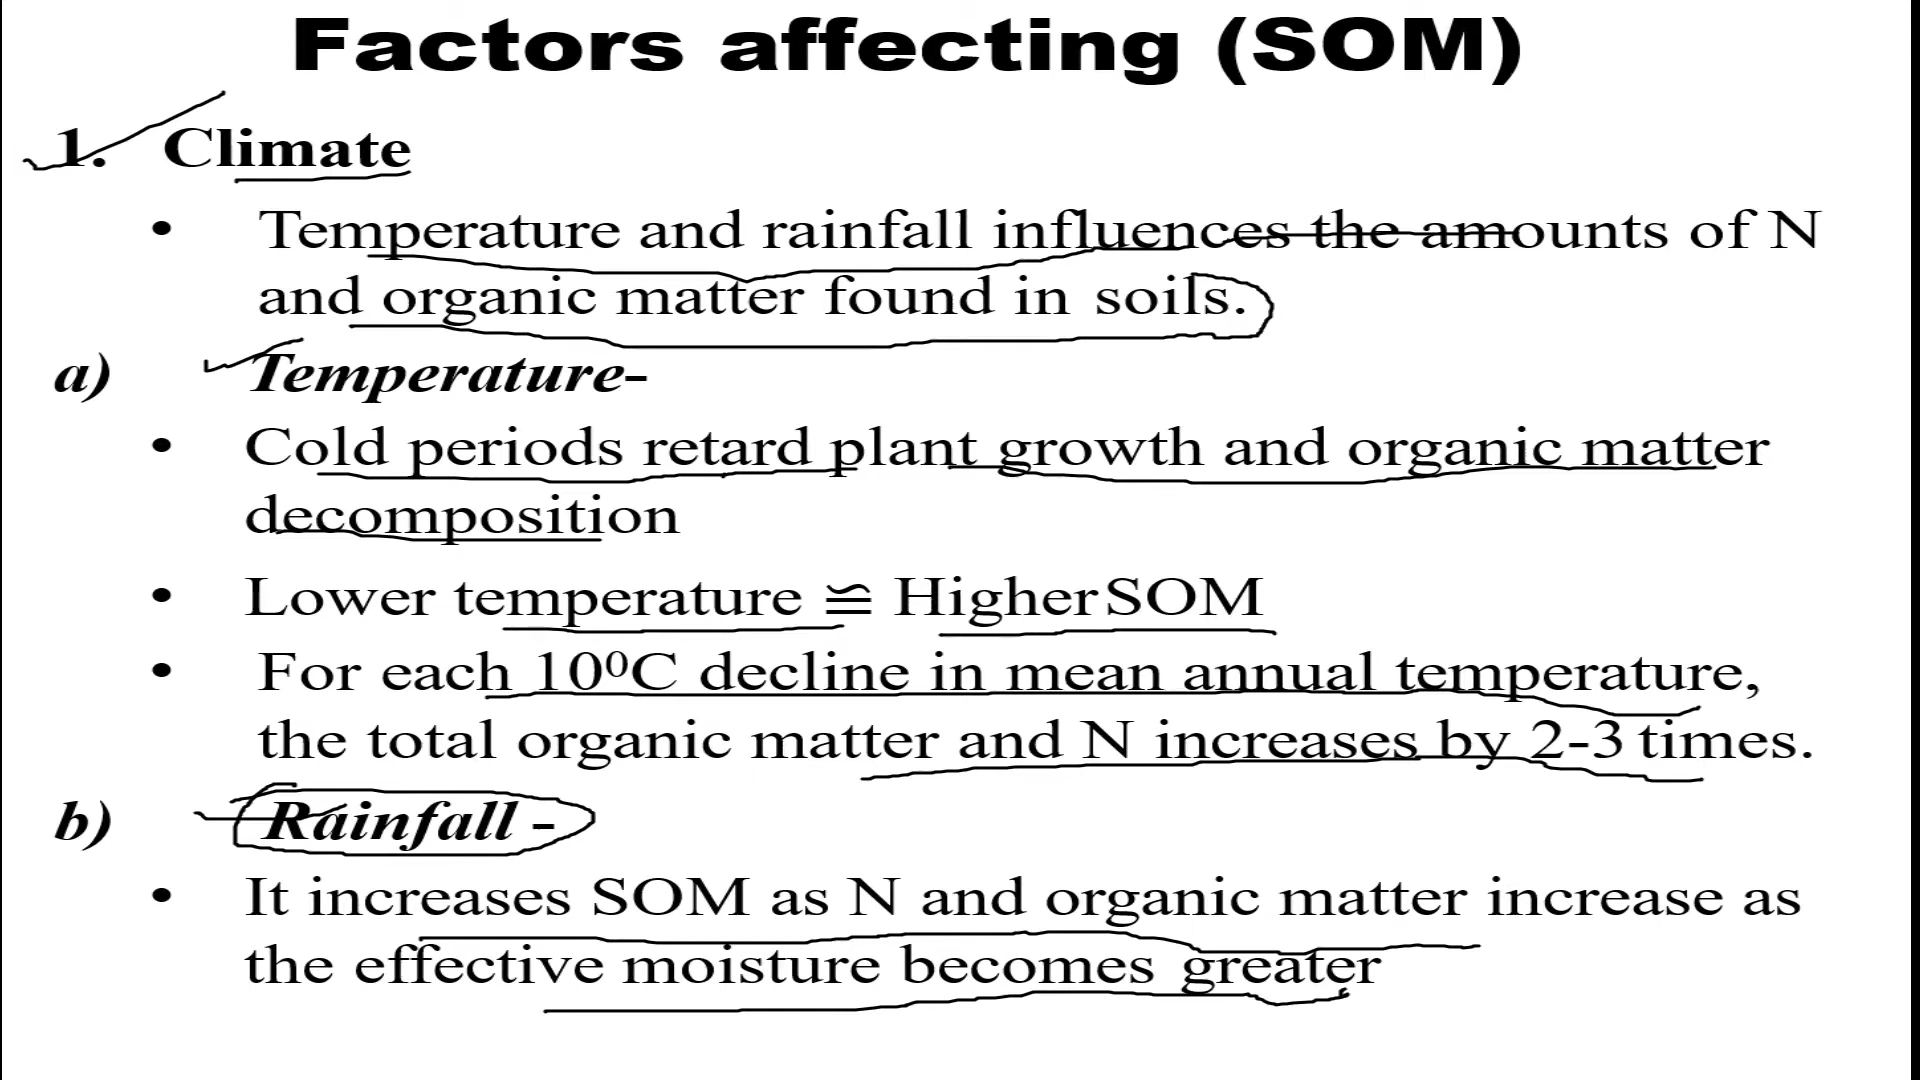 Factors affecting (SOM)
1. Climate
• Temperature and rainfall influences the amounts of N
and organic matter found in soils.
a) Temperature-
• Cold periods retard plant growth and organic matter
decomposition
• Lower temperature ≌ Higher SOM
• For each 10⁰C decline in mean annual temperature,
the total organic matter and N increases by 2-3 times.
b) Rainfall -
• It increases SOM as N and organic matter increase as
the effective moisture becomes greater